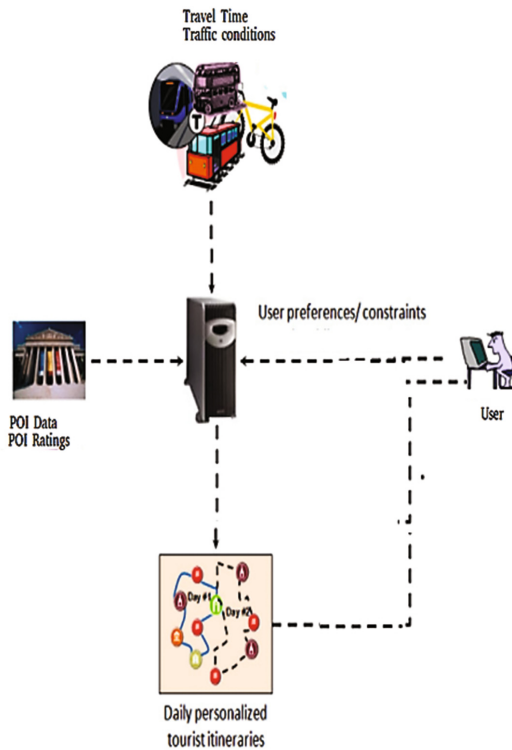 Travel Time
Traffic conditions
T
User preferences/ constraints
POI Data
POI Ratings
User
Day #1
Day #2
Daily personalized
tourist itineraries